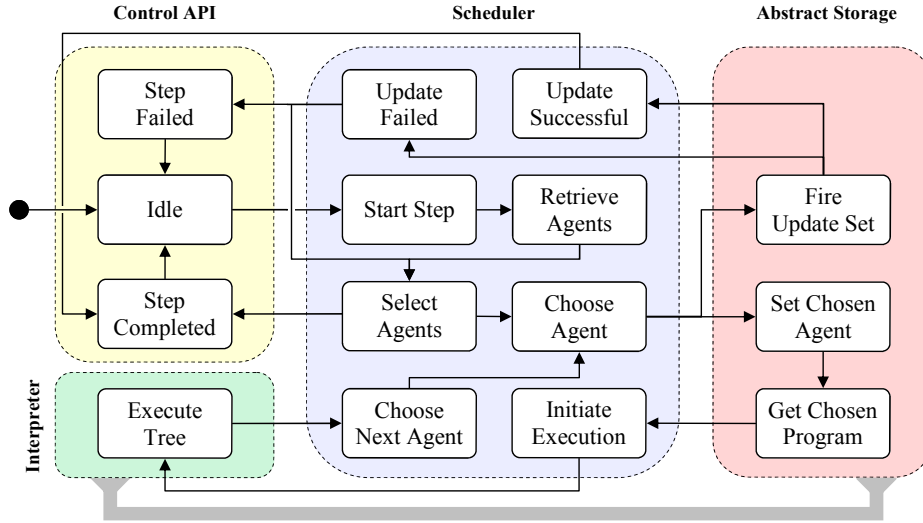 Control API
Scheduler
Abstract Storage
Step
Failed
Update
Failed
Update
Successful
Idle
Start Step
Retrieve
Agents
Fire
Update Set
Step
Completed
Select
Agents
Choose
Agent
Set Chosen
Agent
Interpreter
Execute
Tree
Choose
Next Agent
Initiate
Execution
Get Chosen
Program